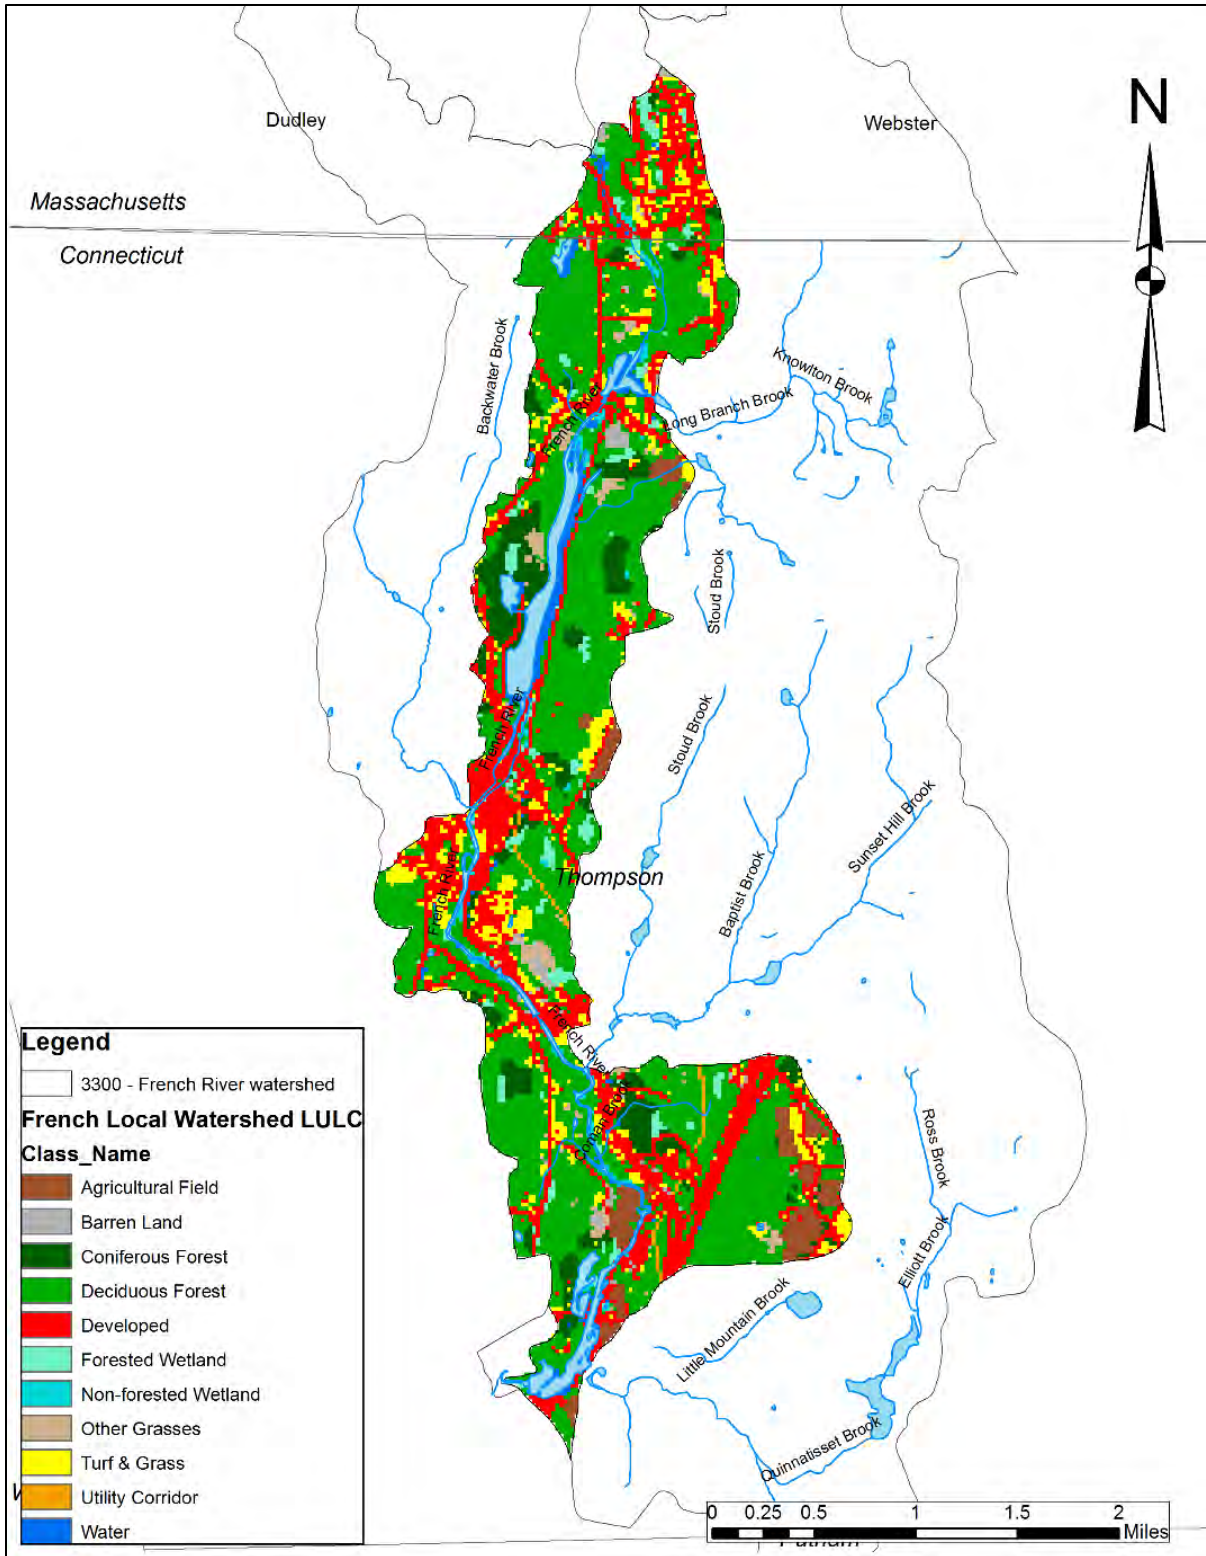 N
Dudley
Webster
Massachusetts
Connecticut
Backwater Brook
Knowlton Brook
Long Branch Brook
French River
Stoud Brook
French River
Stoud Brook
Sunset Hill Brook
Baptist Brook
French River
Thompson
French River
Coman Brook
Ross Brook
Elliott Brook
Little Mountain Brook
Quinnatisset Brook
Legend
3300 - French River watershed
French Local Watershed LULC
Class_Name
Agricultural Field
Barren Land
Coniferous Forest
Deciduous Forest
Developed
Forested Wetland
Non-forested Wetland
Other Grasses
Turf & Grass
Utility Corridor
Water
0 0.25 0.5 1 1.5 2
Miles